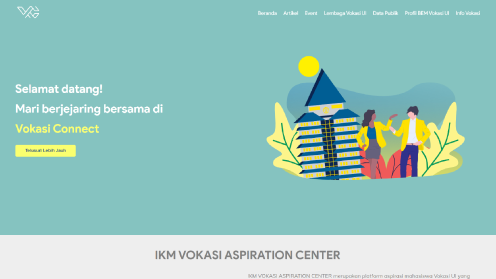 Beranda Artikel Event Lembaga Vokasi UI Data Publik Profil BEM Vokasi UI Info Vokasi
Selamat datang!
Mari berjejaring bersama di
Vokasi Connect
Telusuri Lebih Jauh
IKM VOKASI ASPIRATION CENTER
IKM VOKASI ASPIRATION CENTER merupakan platform aspirasi mahasiswa Vokasi UI yang